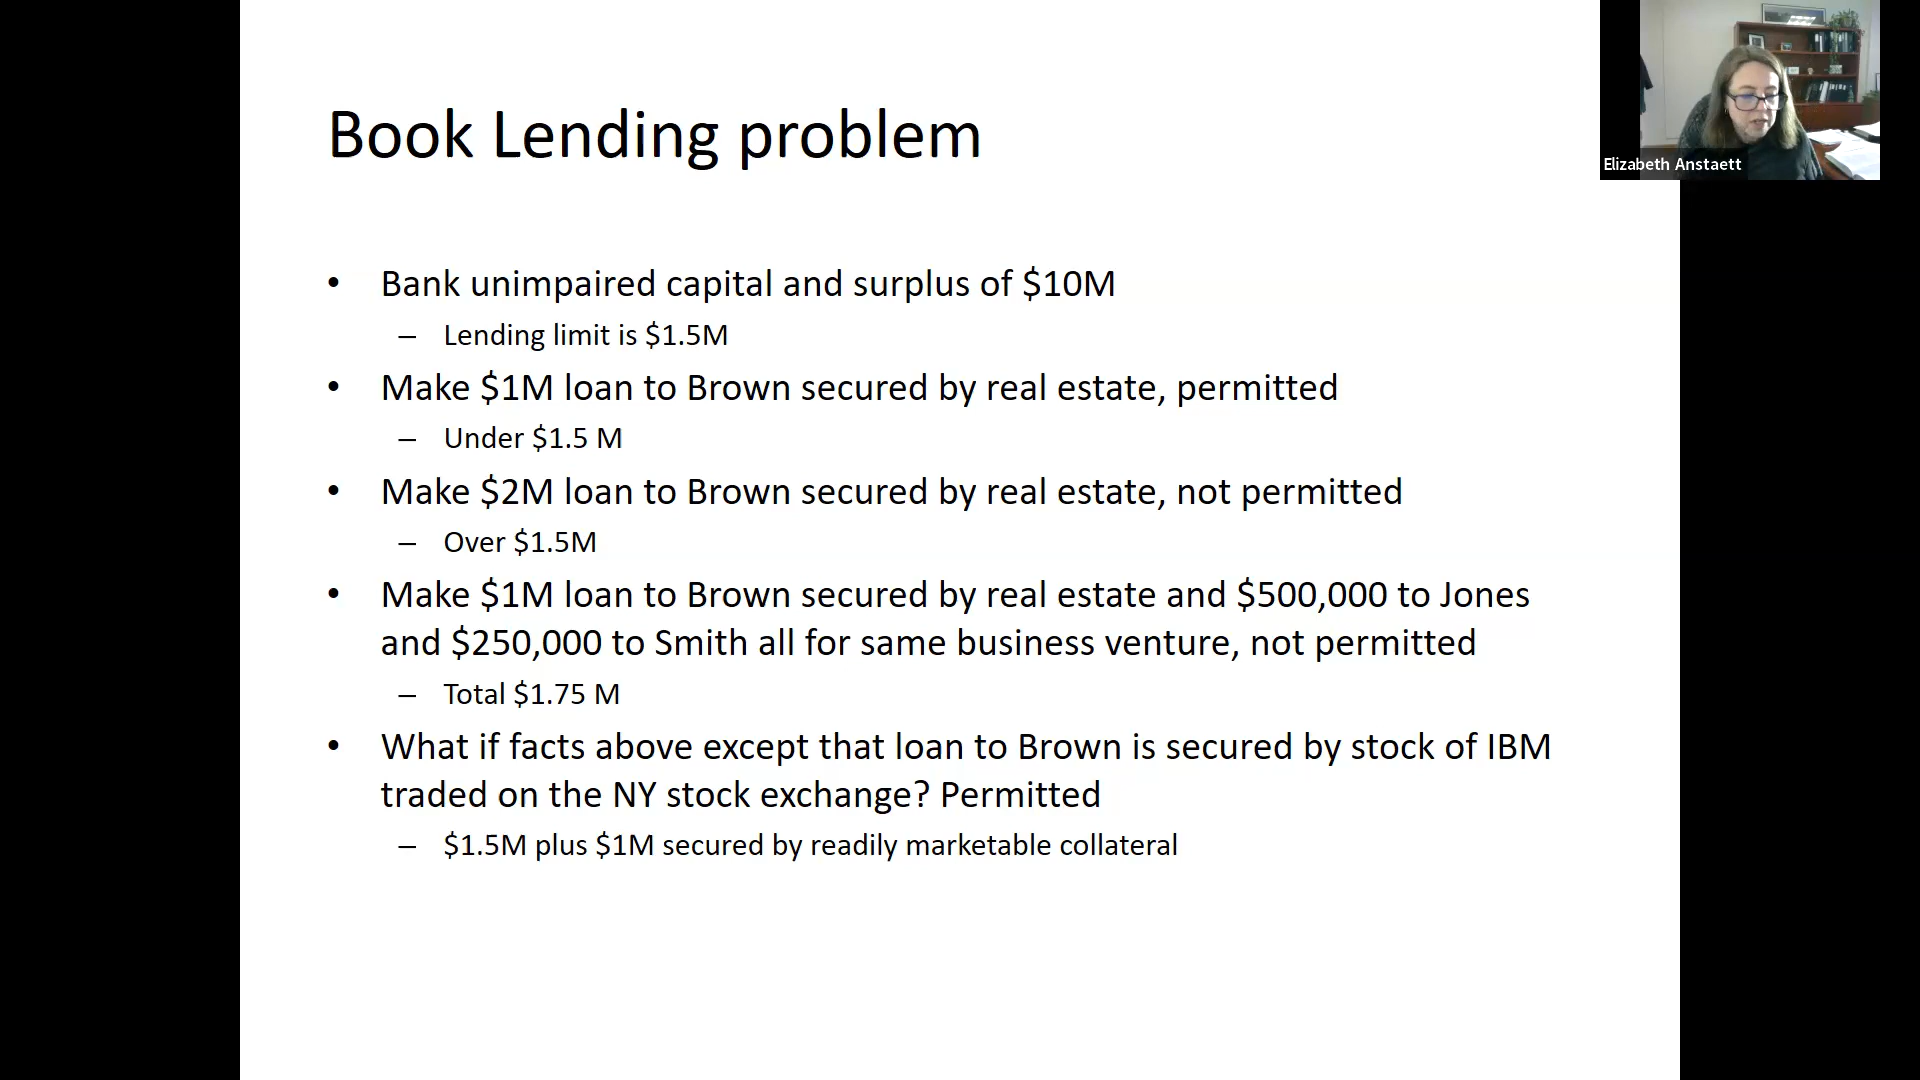 Book Lending problem
Elizabeth Anstaett
• Bank unimpaired capital and surplus of $10M
– Lending limit is $1.5M
• Make $1M loan to Brown secured by real estate, permitted
– Under $1.5 M
• Make $2M loan to Brown secured by real estate, not permitted
– Over $1.5M
• Make $1M loan to Brown secured by real estate and $500,000 to Jones
and $250,000 to Smith all for same business venture, not permitted
– Total $1.75 M
• What if facts above except that loan to Brown is secured by stock of IBM
traded on the NY stock exchange? Permitted
– $1.5M plus $1M secured by readily marketable collateral